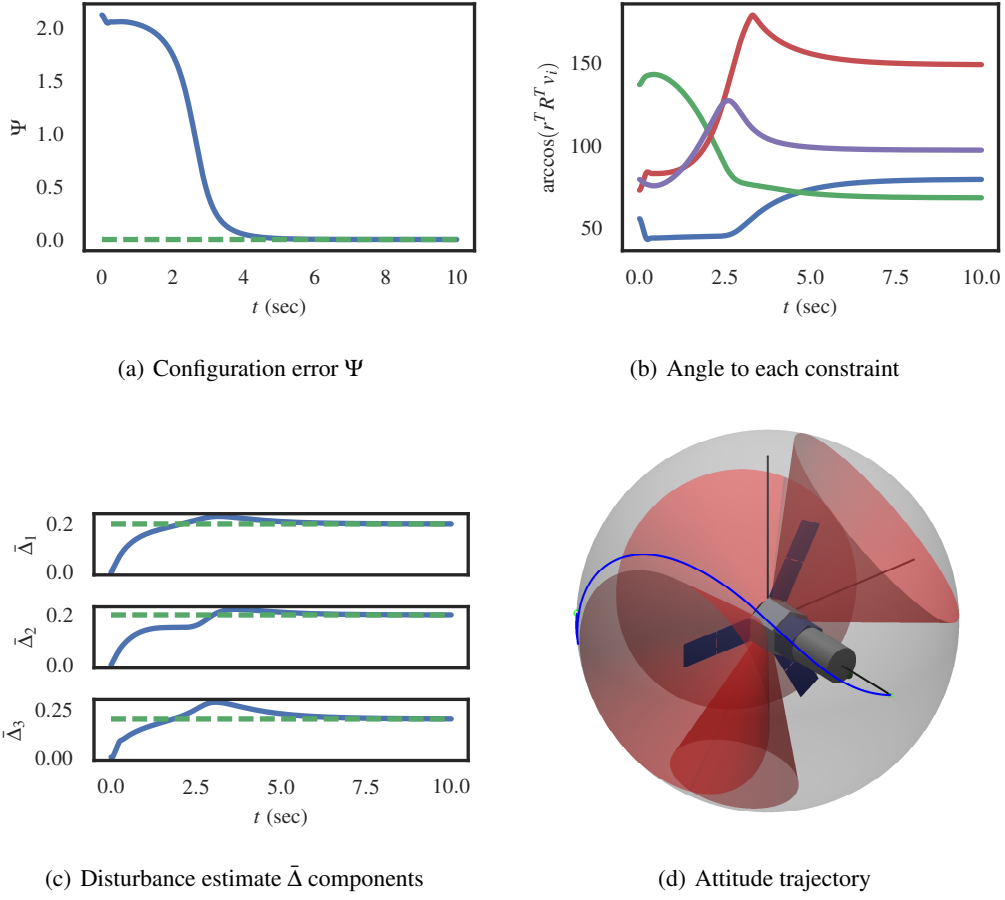 2.0
1.5
1.0
0.5
0.0
Ψ
0 2 4 6 8 10
t (sec)
(a) Configuration error Ψ
150
100
50
arccos(r^T R^T v_i)
0.0 2.5 5.0 7.5 10.0
t (sec)
(b) Angle to each constraint
0.2
0.0
Δ̄₁
0.2
0.0
Δ̄₂
0.25
0.00
Δ̄₃
0.0 2.5 5.0 7.5 10.0
t (sec)
(c) Disturbance estimate Δ̄ components
(d) Attitude trajectory